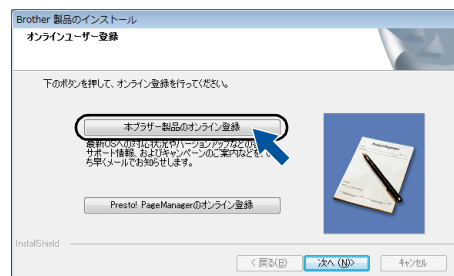 Brother 製品のインストール
オンラインユーザー登録
下のボタンを押して、オンライン登録を行ってください。
本ブラザー製品のオンライン登録
最新OSへの対応状況やバージョンアップなどの
サポート情報、およびキャンペーンのご案内などを、い
ち早くメールでお知らせします。
Presto! PageManagerのオンライン登録
InstallShield
< 戻る(B)
次へ (N)>
キャンセル